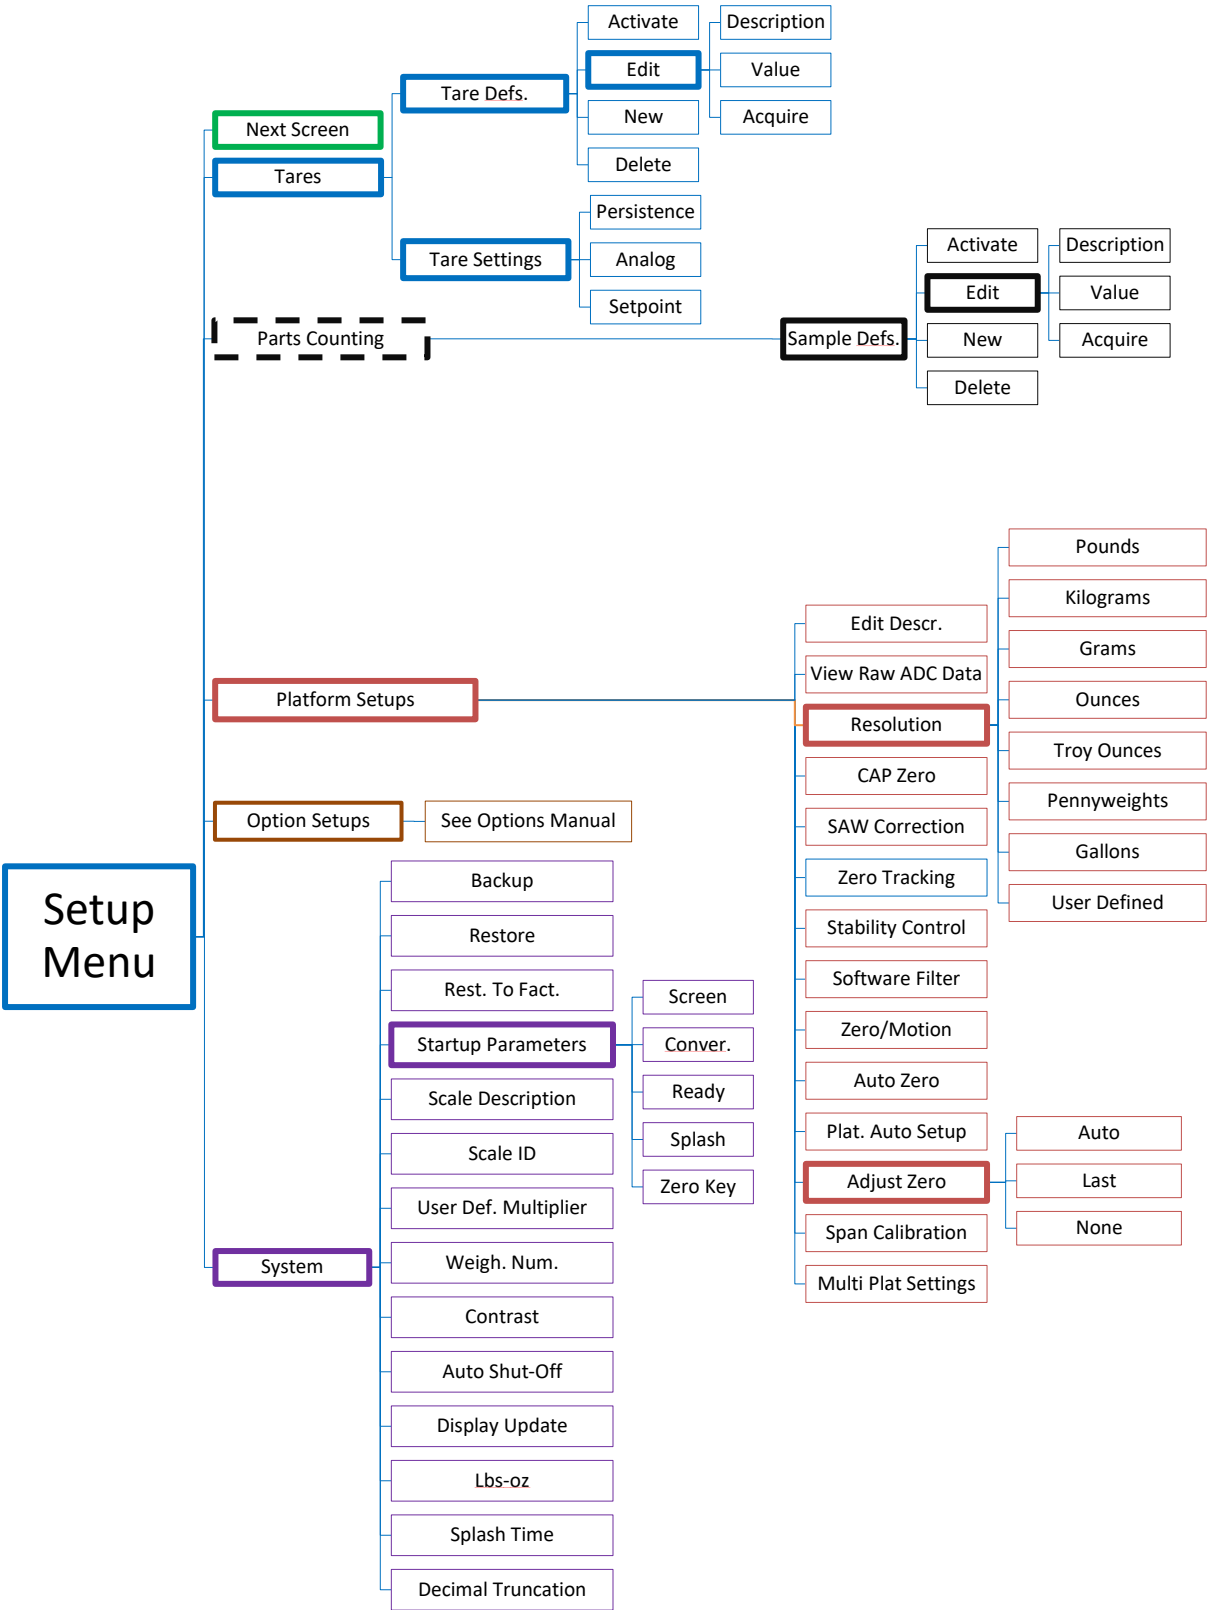 Setup
Menu
Next Screen
Tares
Tare Defs.
Activate
Edit
Description
Value
Acquire
New
Delete
Tare Settings
Persistence
Analog
Setpoint
Parts Counting
Sample Defs.
Activate
Edit
Description
Value
Acquire
New
Delete
Platform Setups
Edit Descr.
View Raw ADC Data
Resolution
Pounds
Kilograms
Grams
Ounces
Troy Ounces
Pennyweights
Gallons
User Defined
CAP Zero
SAW Correction
Zero Tracking
Stability Control
Software Filter
Zero/Motion
Auto Zero
Plat. Auto Setup
Adjust Zero
Auto
Last
None
Span Calibration
Multi Plat Settings
Option Setups
See Options Manual
System
Backup
Restore
Rest. To Fact.
Startup Parameters
Screen
Conver.
Ready
Splash
Zero Key
Scale Description
Scale ID
User Def. Multiplier
Weigh. Num.
Contrast
Auto Shut-Off
Display Update
Lbs-oz
Splash Time
Decimal Truncation